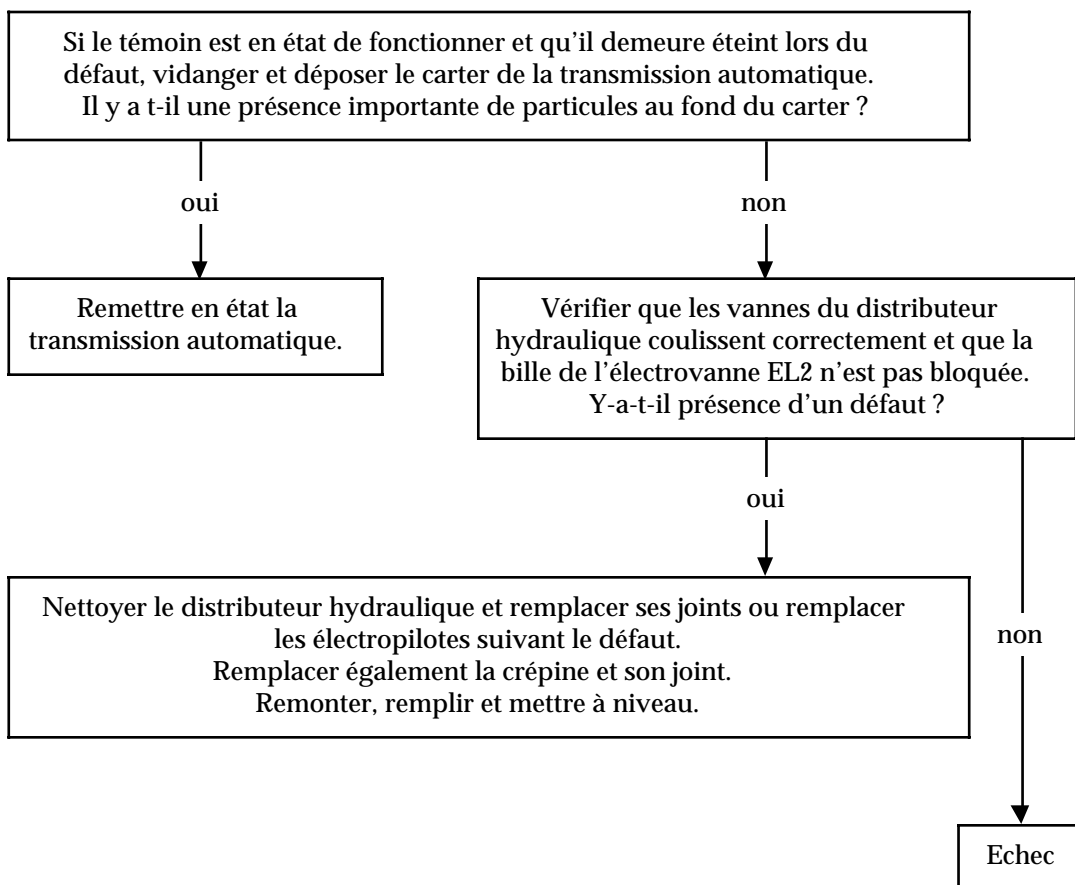 Si le témoin est en état de fonctionner et qu'il demeure éteint lors du
défaut, vidanger et déposer le carter de la transmission automatique.
Il y a t-il une présence importante de particules au fond du carter ?
oui
non
Remettre en état la
transmission automatique.
Vérifier que les vannes du distributeur
hydraulique coulissent correctement et que la
bille de l'électrovanne EL2 n'est pas bloquée.
Y-a-t-il présence d'un défaut ?
oui
non
Nettoyer le distributeur hydraulique et remplacer ses joints ou remplacer
les électropilotes suivant le défaut.
Remplacer également la crépine et son joint.
Remonter, remplir et mettre à niveau.
Echec